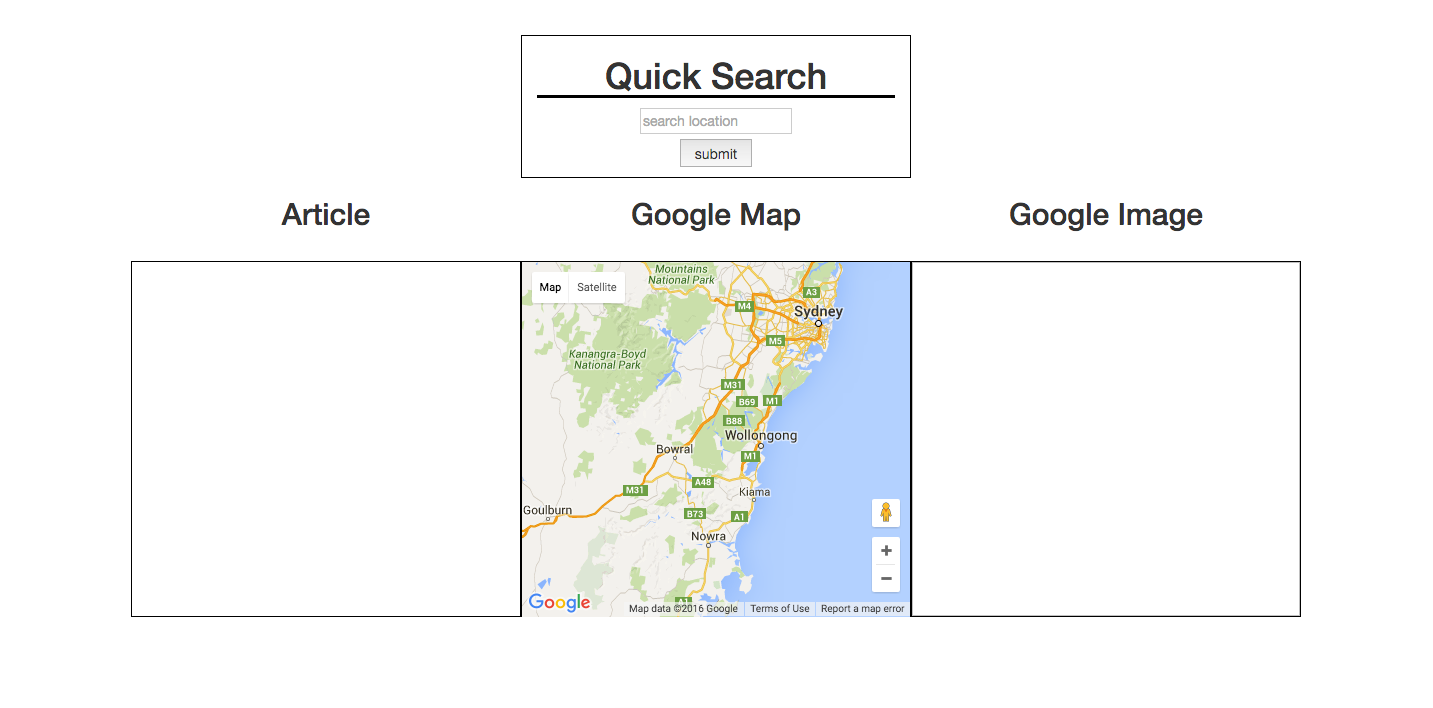 Quick Search
search location
submit
Article
Google Map
Google Image
Map Satellite
Mountains
National Park
A3
M4
Sydney
M5
Kanangra-Boyd
National Park
M31
B69 M1
B88
Wollongong
Bowral
M1
A48
M31
Kiama
Goulburn
B73
A1
Nowra
A1
Google
Map data ©2016 Google
Terms of Use
Report a map error